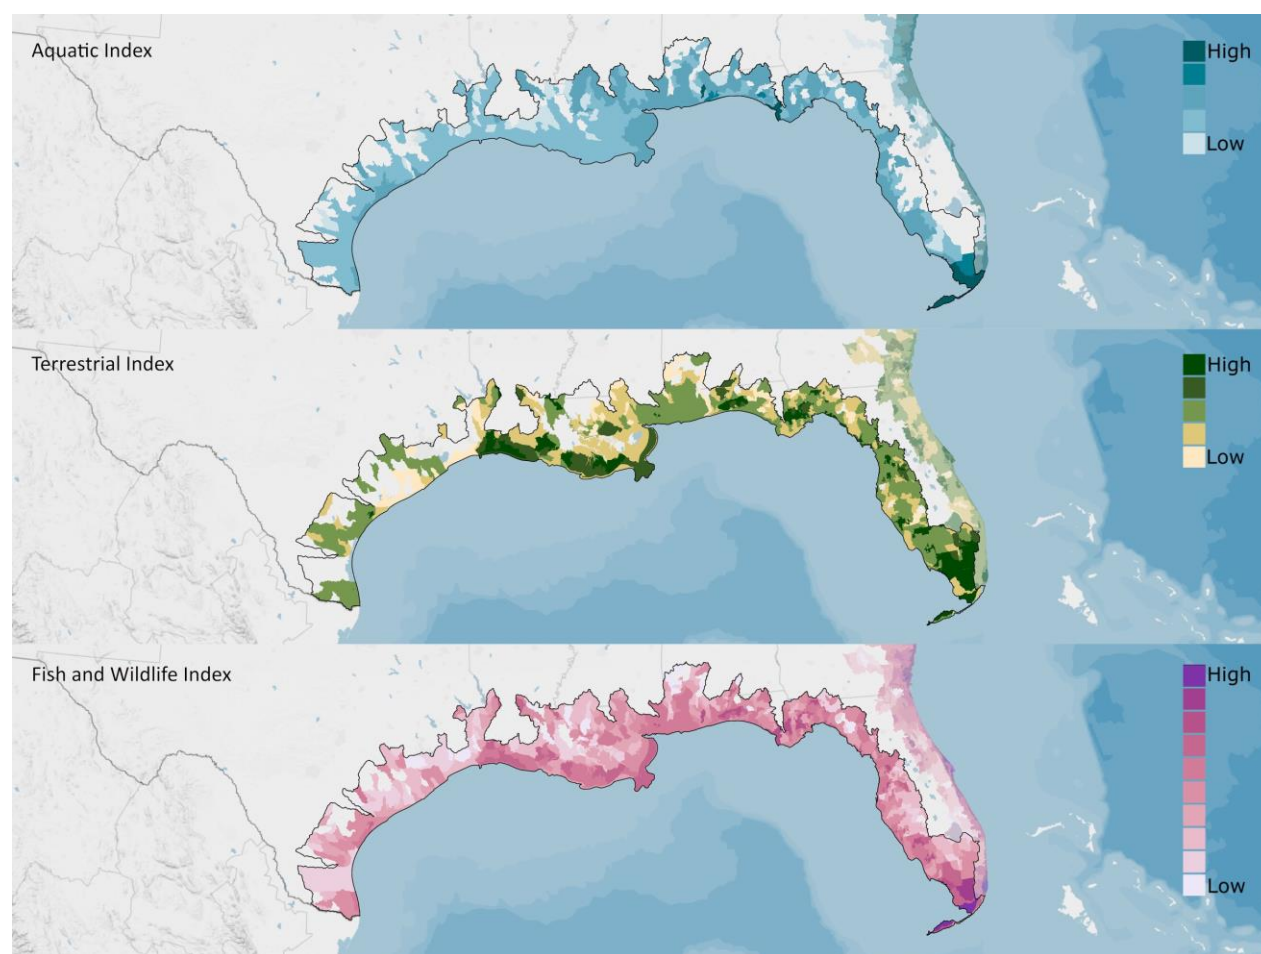 Aquatic Index
High
Low
Terrestrial Index
High
Low
Fish and Wildlife Index
High
Low